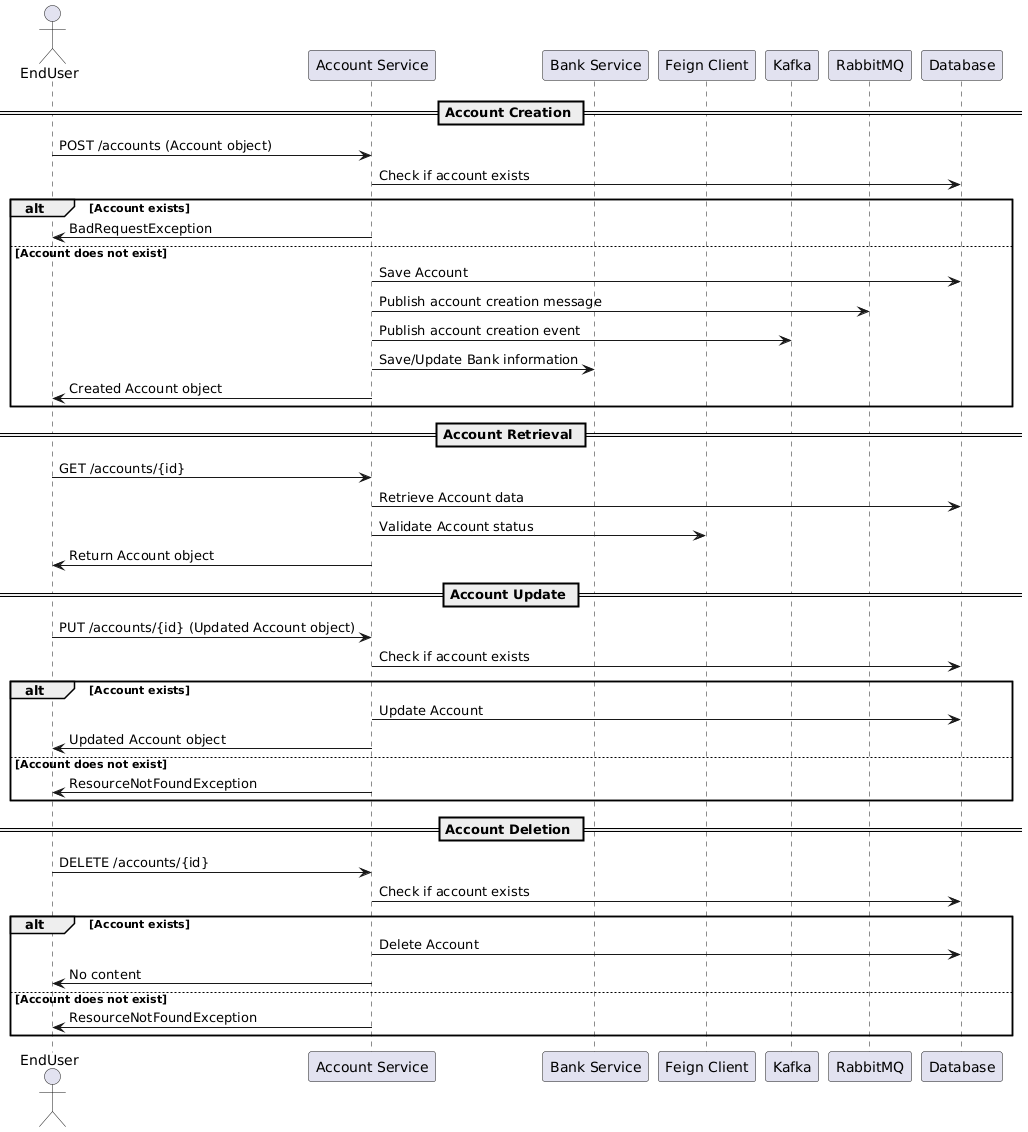 EndUser
Account Service
Bank Service
Feign Client
Kafka
RabbitMQ
Database
Account Creation
POST /accounts (Account object)
Check if account exists
alt [Account exists]
BadRequestException
[Account does not exist]
Save Account
Publish account creation message
Publish account creation event
Save/Update Bank information
Created Account object
Account Retrieval
GET /accounts/{id}
Retrieve Account data
Validate Account status
Return Account object
Account Update
PUT /accounts/{id} (Updated Account object)
Check if account exists
alt [Account exists]
Update Account
Updated Account object
[Account does not exist]
ResourceNotFoundException
Account Deletion
DELETE /accounts/{id}
Check if account exists
alt [Account exists]
Delete Account
No content
[Account does not exist]
ResourceNotFoundException
EndUser
Account Service
Bank Service
Feign Client
Kafka
RabbitMQ
Database